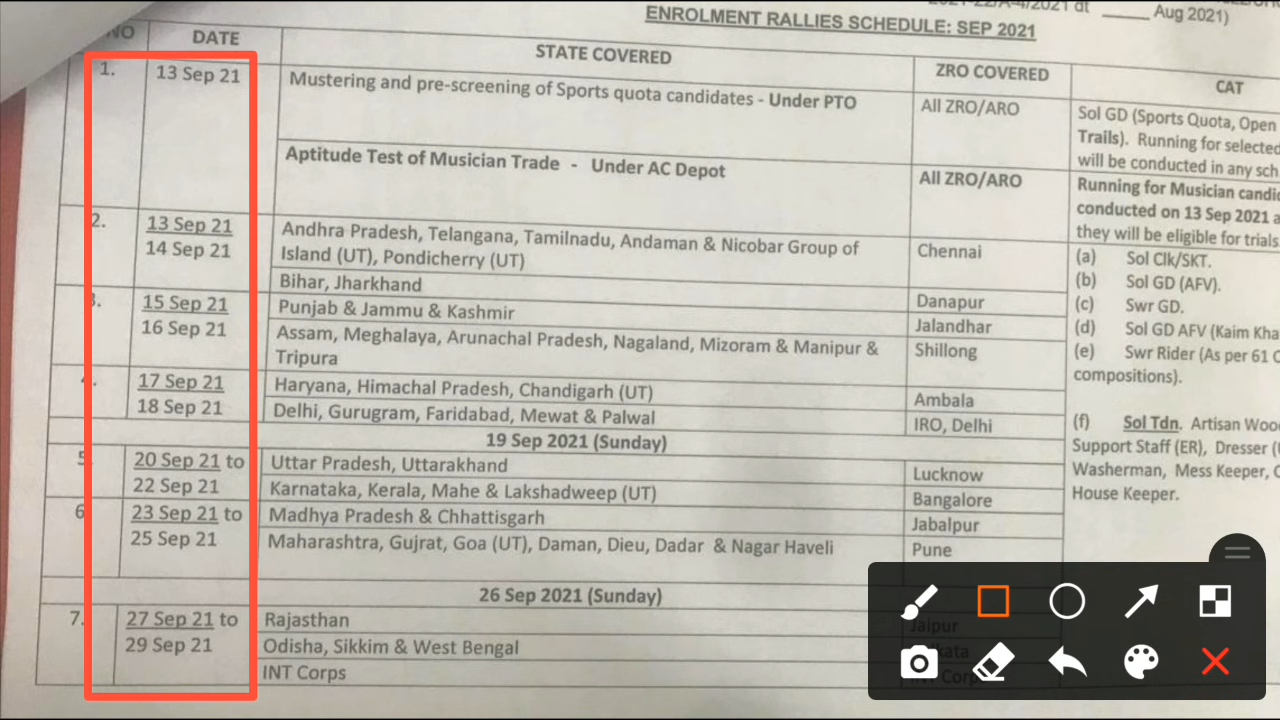 2021-22/A-4/2021 dt _____ Aug 2021)
ENROLMENT RALLIES SCHEDULE: SEP 2021
NO DATE STATE COVERED ZRO COVERED CAT
1. 13 Sep 21 Mustering and pre-screening of Sports quota candidates - Under PTO All ZRO/ARO Sol GD (Sports Quota, Open
Trails). Running for selected
will be conducted in any sch
Aptitude Test of Musician Trade - Under AC Depot All ZRO/ARO Running for Musician candi
conducted on 13 Sep 2021 a
they will be eligible for trials
2. 13 Sep 21 Andhra Pradesh, Telangana, Tamilnadu, Andaman & Nicobar Group of Chennai (a) Sol Clk/SKT.
14 Sep 21 Island (UT), Pondicherry (UT) (b) Sol GD (AFV).
Bihar, Jharkhand Danapur (c) Swr GD.
3. 15 Sep 21 Punjab & Jammu & Kashmir Jalandhar (d) Sol GD AFV (Kaim Kha
16 Sep 21 Assam, Meghalaya, Arunachal Pradesh, Nagaland, Mizoram & Manipur & Shillong (e) Swr Rider (As per 61 C
Tripura compositions).
4. 17 Sep 21 Haryana, Himachal Pradesh, Chandigarh (UT) Ambala
18 Sep 21 Delhi, Gurugram, Faridabad, Mewat & Palwal IRO, Delhi (f) Sol Tdn. Artisan Woo
19 Sep 2021 (Sunday) Support Staff (ER), Dresser (
5 20 Sep 21 to Uttar Pradesh, Uttarakhand Lucknow Washerman, Mess Keeper, C
22 Sep 21 Karnataka, Kerala, Mahe & Lakshadweep (UT) Bangalore House Keeper.
6 23 Sep 21 to Madhya Pradesh & Chhattisgarh Jabalpur
25 Sep 21 Maharashtra, Gujrat, Goa (UT), Daman, Dieu, Dadar & Nagar Haveli Pune
26 Sep 2021 (Sunday)
7. 27 Sep 21 to Rajasthan Jaipur
29 Sep 21 Odisha, Sikkim & West Bengal
INT Corps